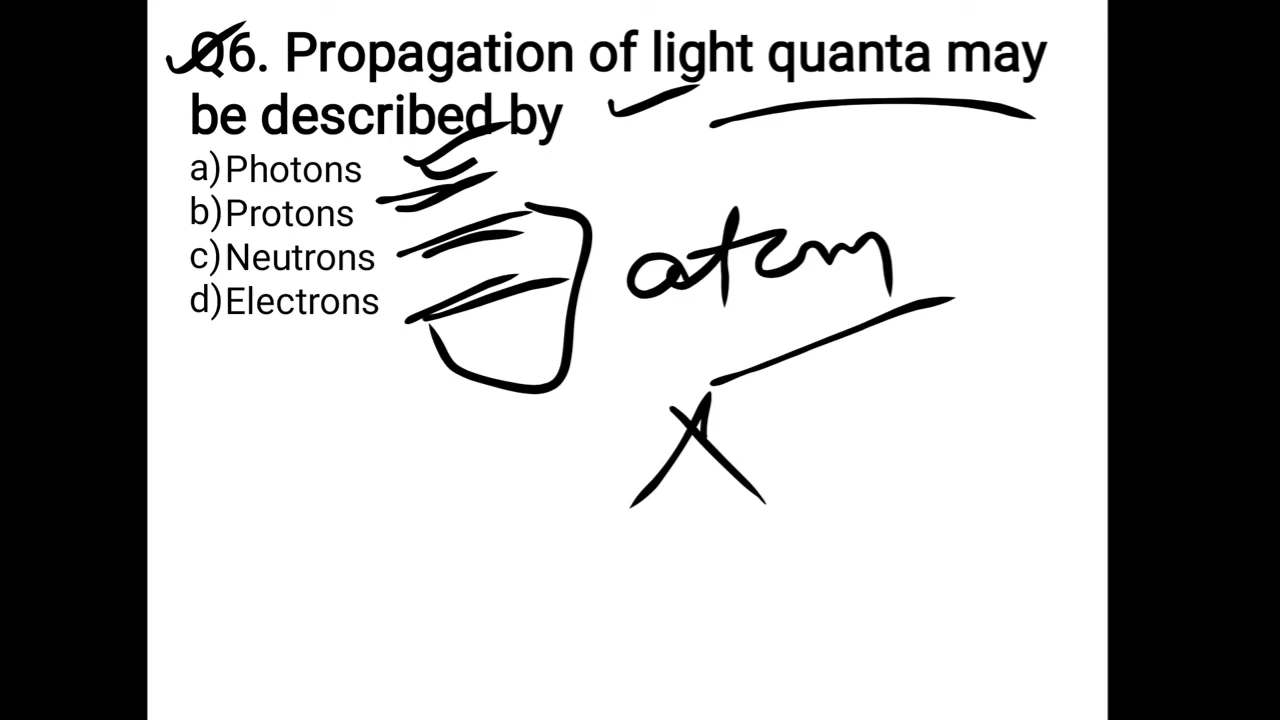 Q6. Propagation of light quanta may
be described by
a) Photons
b) Protons
c) Neutrons
d) Electrons
atom